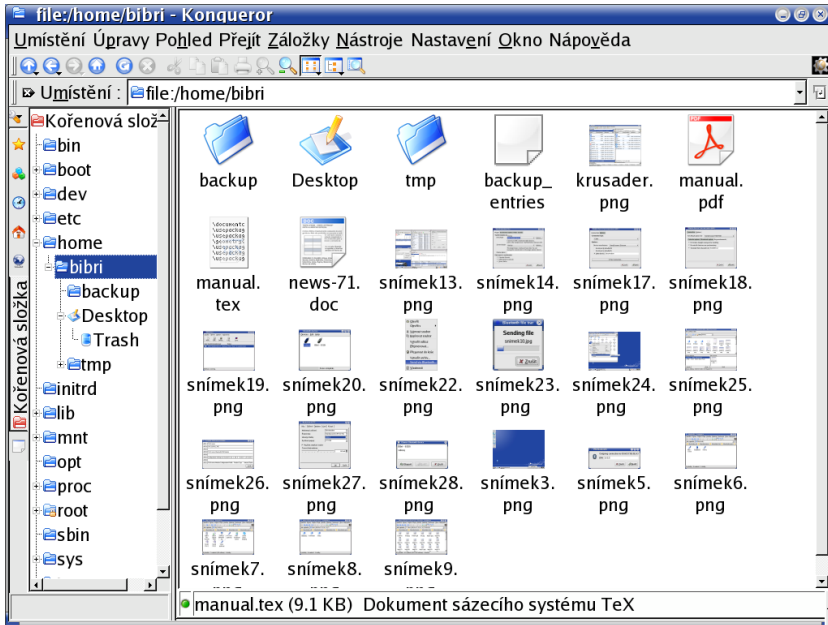 file:/home/bibri - Konqueror
Umístění Úpravy Pohled Přejít Záložky Nástroje Nastavení Okno Nápověda
Umístění : file:/home/bibri
Kořenová složka
Kořenová slož
bin
boot
dev
etc
home
bibri
backup
Desktop
Trash
tmp
initrd
lib
mnt
opt
proc
root
sbin
sys
backup Desktop tmp backup_ krusader. manual.
entries png pdf
PDF
manual. news-71. snímek13. snímek14. snímek17. snímek18.
tex doc png png png png
Sending file
snímek19. snímek20. snímek22. snímek23. snímek24. snímek25.
png png png png png png
snímek26. snímek27. snímek28. snímek3. snímek5. snímek6.
png png png png png png
snímek7. snímek8. snímek9.
manual.tex (9.1 KB) Dokument sázecího systému TeX